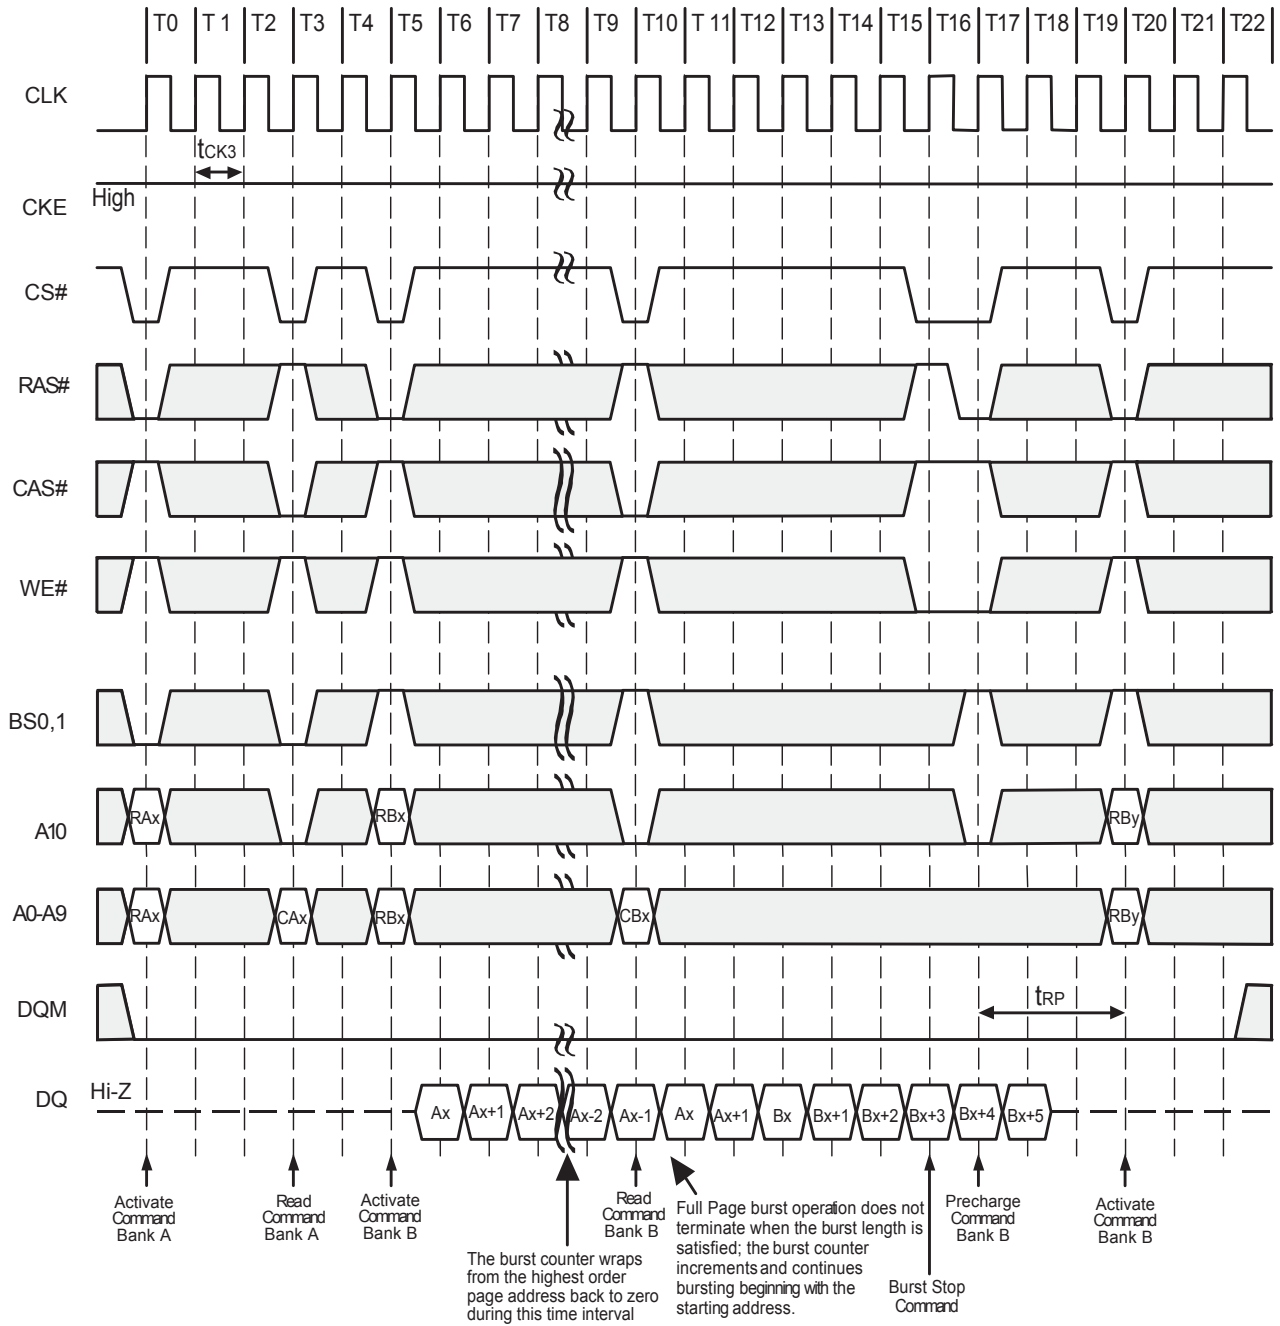 T0 T 1 T2 T3 T4 T5 T6 T7 T8 T9 T10 T 11 T12 T13 T14 T15 T16 T17 T18 T19 T20 T21 T22
CLK
tCK3
High
CKE
CS#
RAS#
CAS#
WE#
BS0,1
A10 RAx RBx RBy
A0-A9 RAx CAx RBx CBx RBy
DQM
tRP
Hi-Z
DQ Ax Ax+1 Ax+2 Ax-2 Ax-1 Ax Ax+1 Bx Bx+1 Bx+2 Bx+3 Bx+4 Bx+5
Activate
Command
Bank A
Read
Command
Bank A
Activate
Command
Bank B
The burst counter wraps
from the highest order
page address back to zero
during this time interval
Read
Command
Bank B
Full Page burst operation does not
terminate when the burst length is
satisfied; the burst counter
increments and continues
bursting beginning with the
starting address.
Burst Stop
Command
Precharge
Command
Bank B
Activate
Command
Bank B